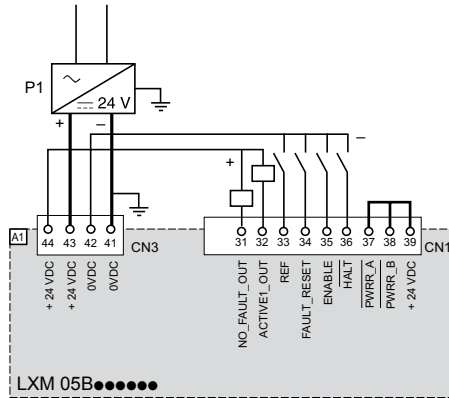 P1
24 V
+
–
–
+
44
43
42
41
31
32
33
34
35
36
37
38
39
A1
CN3
CN1
+ 24 VDC
+ 24 VDC
0VDC
0VDC
NO_FAULT_OUT
ACTIVE1_OUT
REF
FAULT_RESET
ENABLE
HALT
PWRR_A
PWRR_B
+ 24 VDC
LXM 05B●●●●●●